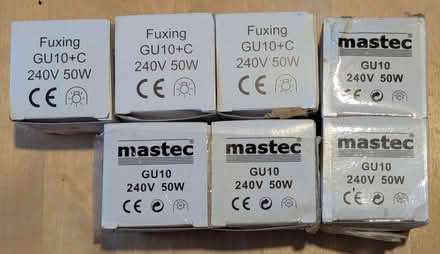 Fuxing
GU10+C
240V 50W
CE
Fuxing
GU10+C
240V 50W
CE
Fuxing
GU10+C
240V 50W
CE
mastec
GU10
240V 50W
CE
mastec
GU10
240V 50W
CE
mastec
GU10
240V 50W
CE
mastec
GU10
240V 50W
CE